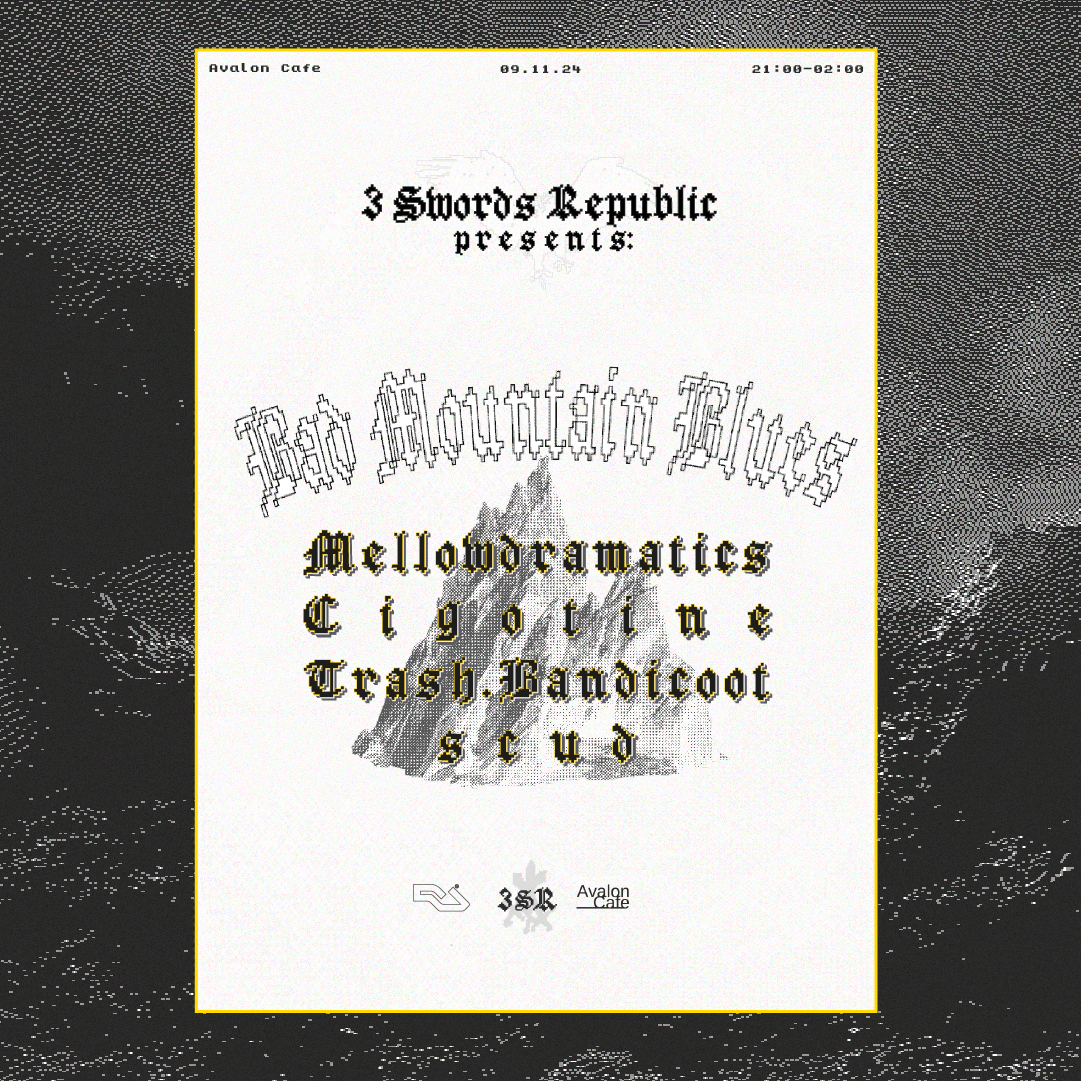 Avalon Cafe 09.11.24 21:00-02:00
3 Swords Republic
presents:
Bad Mountain Blues
Mellowdramatics
Cigotine
Trash.Bandicoot
scud
3SR
Avalon
Cafe